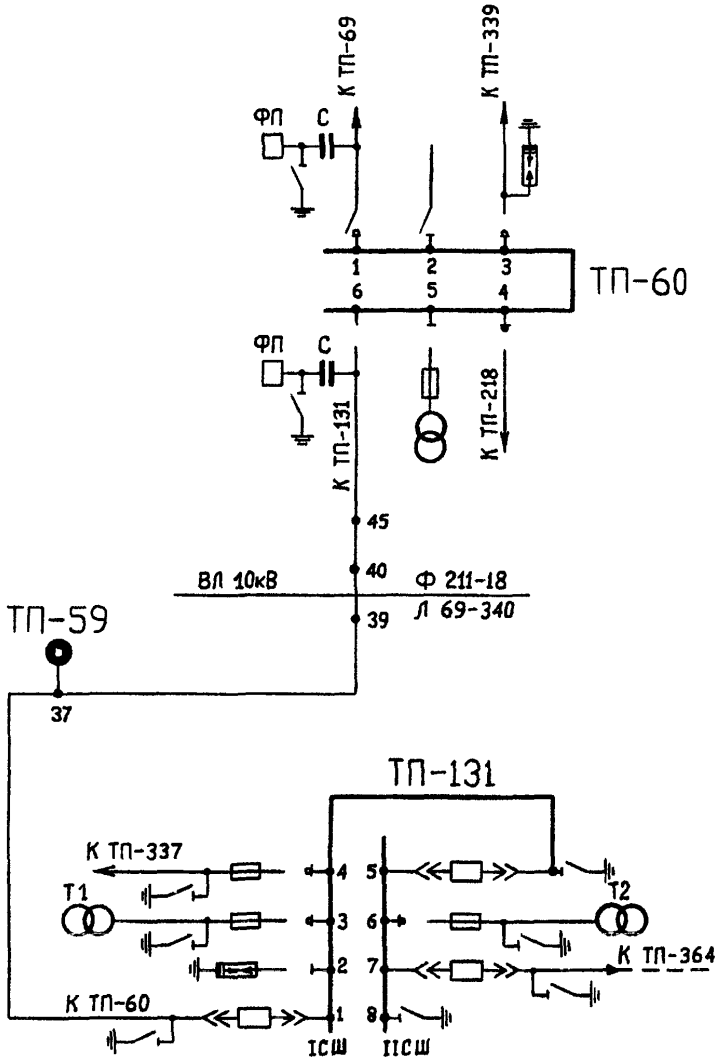 К ТП-69
К ТП-339
ФП
С
1
2
3
6
5
4
ТП-60
ФП
С
К ТП-131
К ТП-218
45
40
ВЛ 10кВ
Ф 211-18
39
Л 69-340
ТП-59
37
ТП-131
К ТП-337
4
5
Т1
Т2
3
6
К ТП-364
2
7
К ТП-60
1
8
IСШ
IIСШ